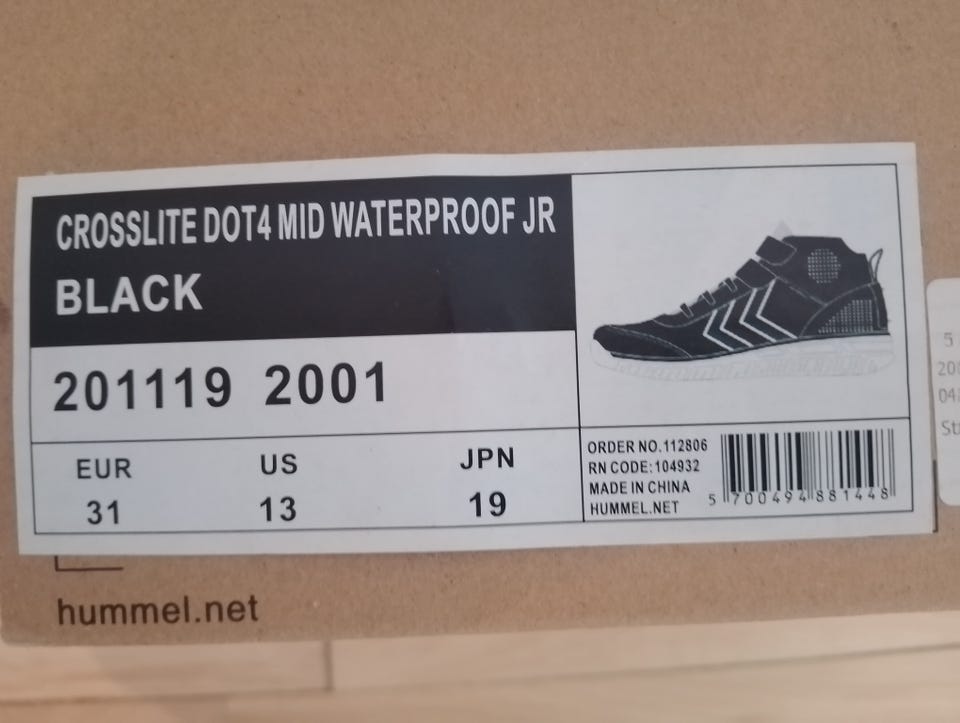 CROSSLITE DOT4 MID WATERPROOF JR
BLACK
201119 2001
EUR US JPN
31 13 19
ORDER NO.112806
RN CODE:104932
MADE IN CHINA
HUMMEL.NET
5 700494 881448
hummel.net
5